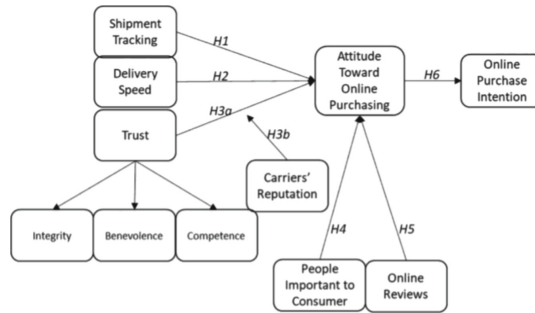 Shipment
Tracking
H1
Delivery
Speed
H2
Attitude
Toward
Online
Purchasing
H6
Online
Purchase
Intention
H3a
Trust
H3b
Carriers'
Reputation
Integrity
Benevolence
Competence
H4
H5
People
Important to
Consumer
Online
Reviews